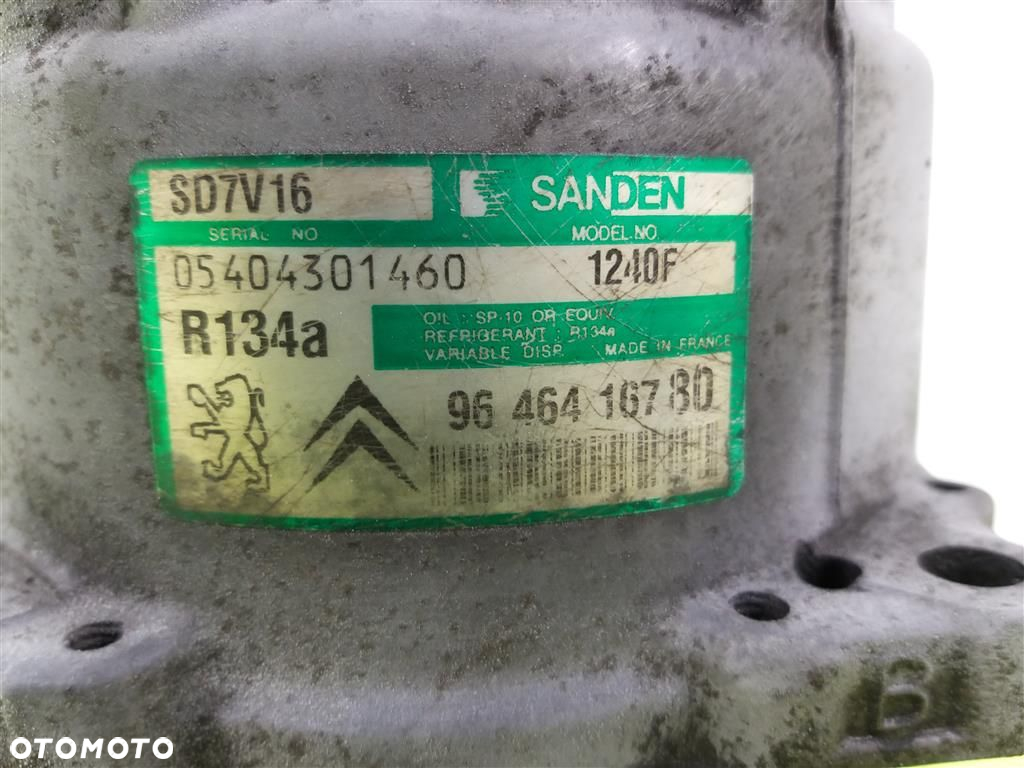 SD7V16
SANDEN
SERIAL NO
MODEL NO.
05404301460
1240F
R134a
OIL : SP-10 OR EQUIV.
REFRIGERANT : R134a
VARIABLE DISP. MADE IN FRANCE
96 464 167 80
B
OTOMOTO